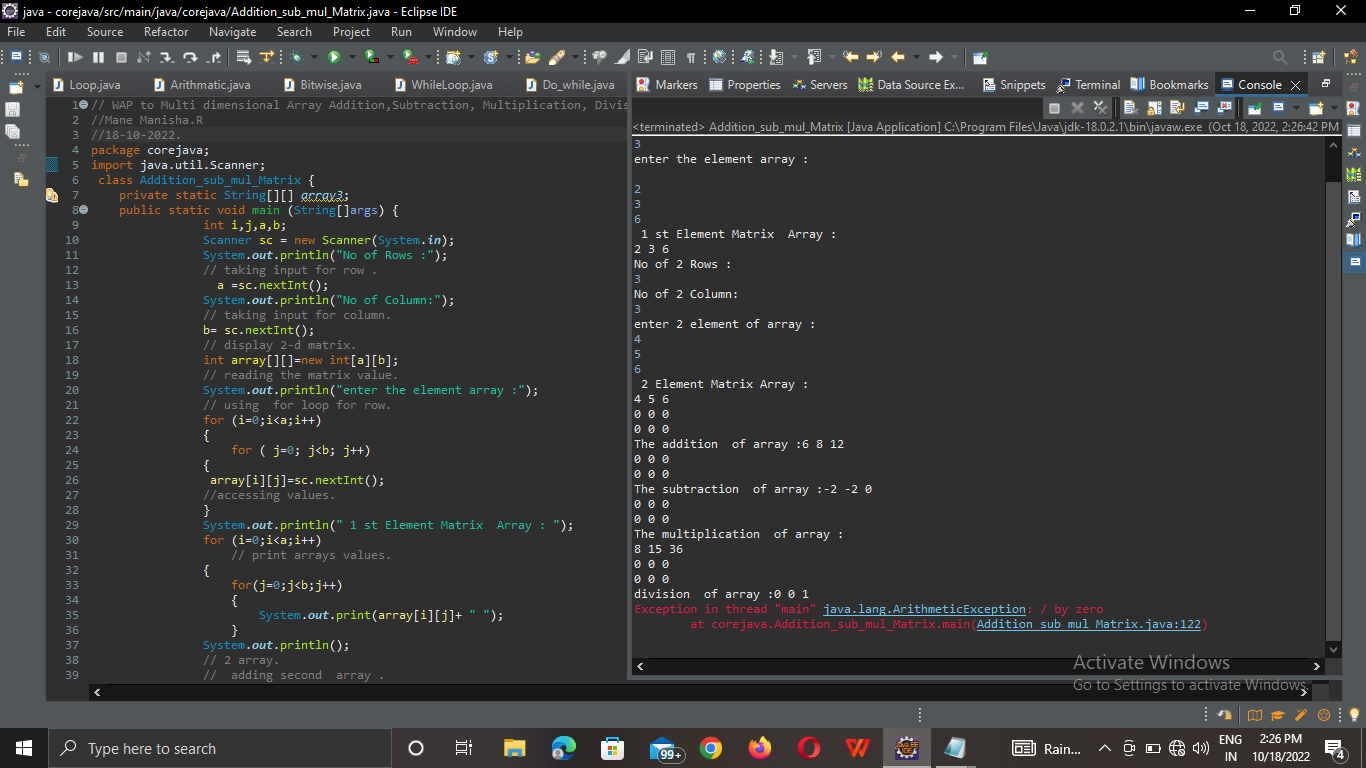 java - corejava/src/main/java/corejava/Addition_sub_mul_Matrix.java - Eclipse IDE
File Edit Source Refactor Navigate Search Project Run Window Help
Loop.java Arithmatic.java Bitwise.java WhileLoop.java Do_while.java
1 // WAP to Multi dimensional Array Addition,Subtraction, Multiplication, Divis
2 //Mane Manisha.R
3 //18-10-2022.
4 package corejava;
5 import java.util.Scanner;
6 class Addition_sub_mul_Matrix {
7 private static String[][] array3;
8 public static void main (String[]args) {
9 int i,j,a,b;
10 Scanner sc = new Scanner(System.in);
11 System.out.println("No of Rows :");
12 // taking input for row .
13 a =sc.nextInt();
14 System.out.println("No of Column:");
15 // taking input for column.
16 b= sc.nextInt();
17 // display 2-d matrix.
18 int array[][]=new int[a][b];
19 // reading the matrix value.
20 System.out.println("enter the element array :");
21 // using  for loop for row.
22 for (i=0;i<a;i++)
23 {
24 for ( j=0; j<b; j++)
25 {
26 array[i][j]=sc.nextInt();
27 //accessing values.
28 }
29 System.out.println(" 1 st Element Matrix  Array : ");
30 for (i=0;i<a;i++)
31 // print arrays values.
32 {
33 for(j=0;j<b;j++)
34 {
35 System.out.print(array[i][j]+ " ");
36 }
37 System.out.println();
38 // 2 array.
39 //  adding second  array .
Markers Properties Servers Data Source Ex... Snippets Terminal Bookmarks Console
<terminated> Addition_sub_mul_Matrix [Java Application] C:\Program Files\Java\jdk-18.0.2.1\bin\javaw.exe (Oct 18, 2022, 2:26:42 PM
3
enter the element array :
2
3
6
1 st Element Matrix  Array :
2 3 6
No of 2 Rows :
3
No of 2 Column:
3
enter 2 element of array :
4
5
6
2 Element Matrix Array :
4 5 6
0 0 0
0 0 0
The addition  of array :6 8 12
0 0 0
0 0 0
The subtraction  of array :-2 -2 0
0 0 0
0 0 0
The multiplication  of array :
8 15 36
0 0 0
0 0 0
division  of array :0 0 1
Exception in thread "main" java.lang.ArithmeticException: / by zero
at corejava.Addition_sub_mul_Matrix.main(Addition_sub_mul_Matrix.java:122)
Activate Windows
Go to Settings to activate Windows.
Type here to search
99+
JAVA EE
IDE
Rain...
ENG
IN
2:26 PM
10/18/2022
4